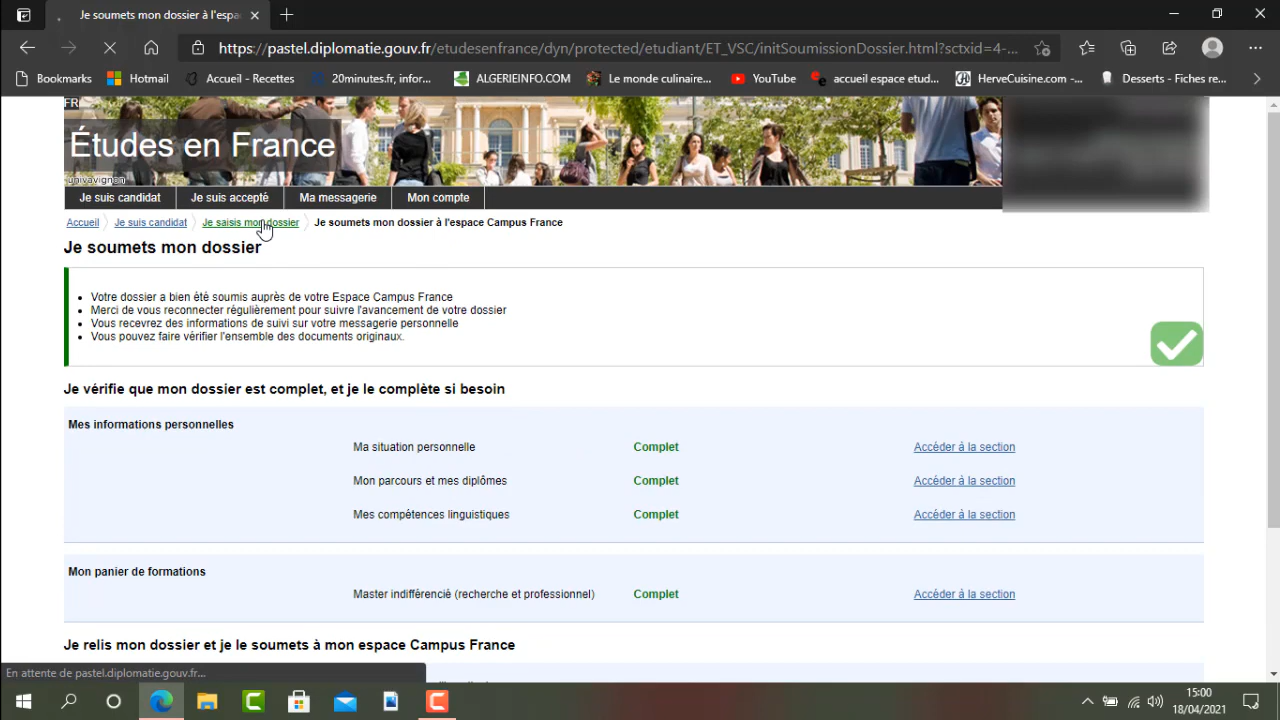 Je soumets mon dossier à l'espa
https://pastel.diplomatie.gouv.fr/etudesenfrance/dyn/protected/etudiant/ET_VSC/initSoumissionDossier.html?sctxid=4-...
Bookmarks Hotmail Accueil - Recettes 20minutes.fr, infor... ALGERIEINFO.COM Le monde culinaire... YouTube accueil espace etud... HerveCuisine.com -... Desserts - Fiches re...
FR
Études en France
univavignon
Je suis candidat Je suis accepté Ma messagerie Mon compte
Accueil Je suis candidat Je saisis mon dossier Je soumets mon dossier à l'espace Campus France
Je soumets mon dossier
Votre dossier a bien été soumis auprès de votre Espace Campus France
Merci de vous reconnecter régulièrement pour suivre l'avancement de votre dossier
Vous recevrez des informations de suivi sur votre messagerie personnelle
Vous pouvez faire vérifier l'ensemble des documents originaux.
Je vérifie que mon dossier est complet, et je le complète si besoin
Mes informations personnelles
Ma situation personnelle Complet Accéder à la section
Mon parcours et mes diplômes Complet Accéder à la section
Mes compétences linguistiques Complet Accéder à la section
Mon panier de formations
Master indifférencié (recherche et professionnel) Complet Accéder à la section
Je relis mon dossier et je le soumets à mon espace Campus France
En attente de pastel.diplomatie.gouv.fr...
15:00
18/04/2021